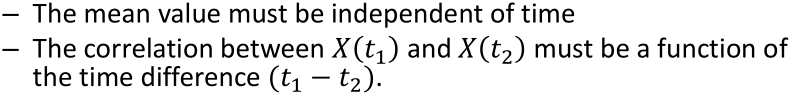 – The mean value must be independent of time
– The correlation between X(t₁) and X(t₂) must be a function of
the time difference (t₁ − t₂).